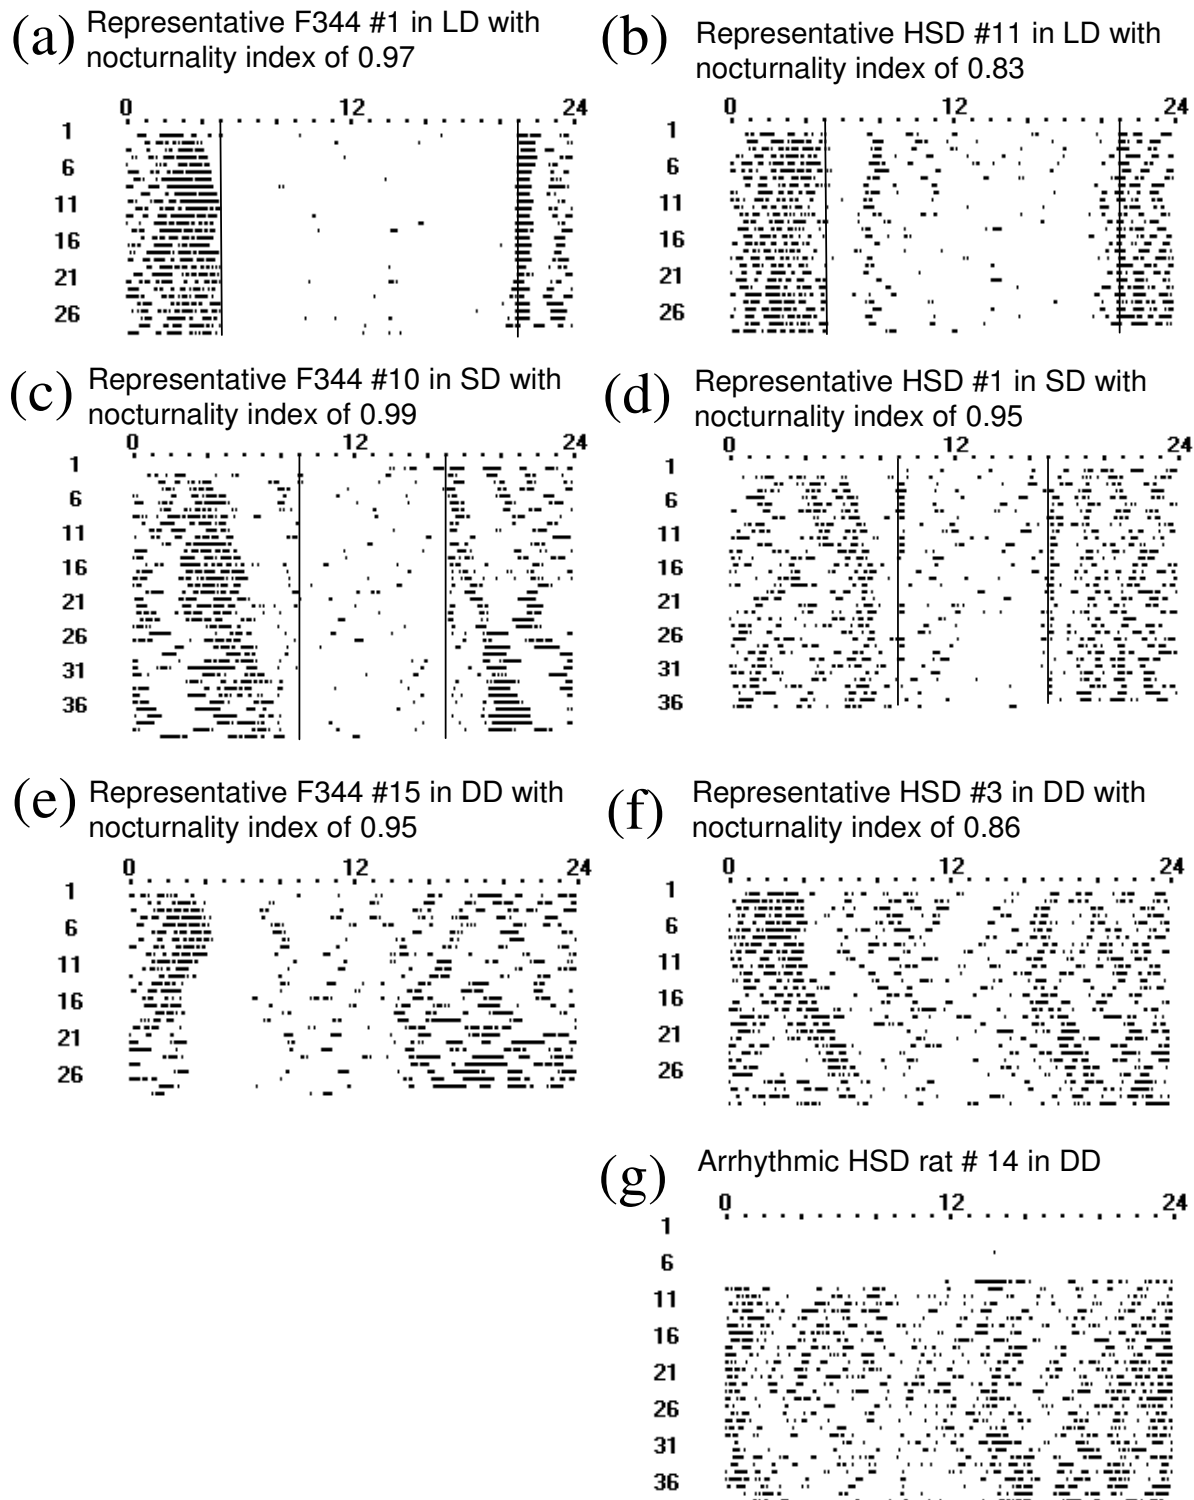 (a) Representative F344 #1 in LD with
nocturnality index of 0.97
0 12 24
1
6
11
16
21
26
(b) Representative HSD #11 in LD with
nocturnality index of 0.83
0 12 24
1
6
11
16
21
26
(c) Representative F344 #10 in SD with
nocturnality index of 0.99
0 12 24
1
6
11
16
21
26
31
36
(d) Representative HSD #1 in SD with
nocturnality index of 0.95
0 12 24
1
6
11
16
21
26
31
36
(e) Representative F344 #15 in DD with
nocturnality index of 0.95
0 12 24
1
6
11
16
21
26
(f) Representative HSD #3 in DD with
nocturnality index of 0.86
0 12 24
1
6
11
16
21
26
(g) Arrhythmic HSD rat # 14 in DD
0 12 24
1
6
11
16
21
26
31
36